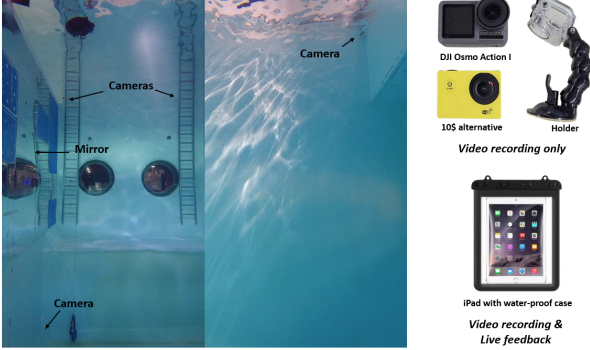 Cameras
Mirror
Camera
Camera
DJI Osmo Action I
10$ alternative
Holder
Video recording only
iPad with water-proof case
Video recording &
Live feedback